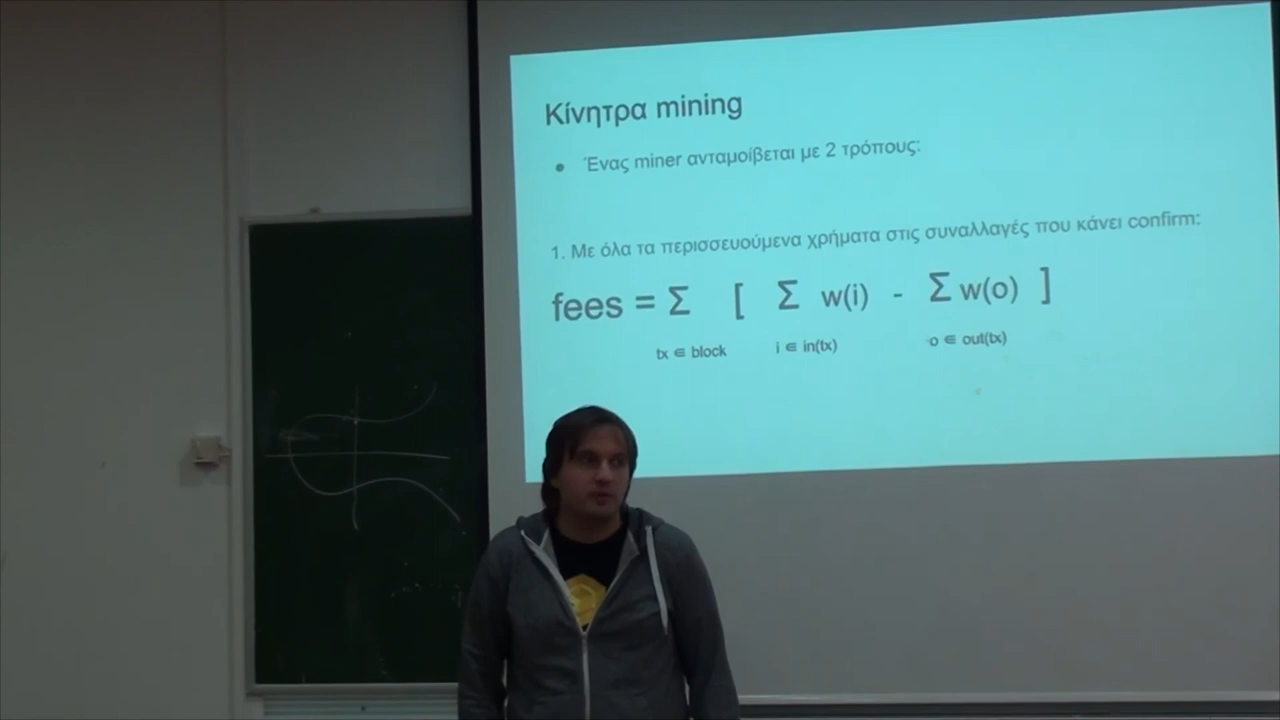 Κίνητρα mining
● Ένας miner ανταμοίβεται με 2 τρόπους:
1. Με όλα τα περισσευούμενα χρήματα στις συναλλαγές που κάνει confirm:
fees = Σ [ Σ w(i) - Σ w(o) ]
tx ∈ block i ∈ in(tx) o ∈ out(tx)